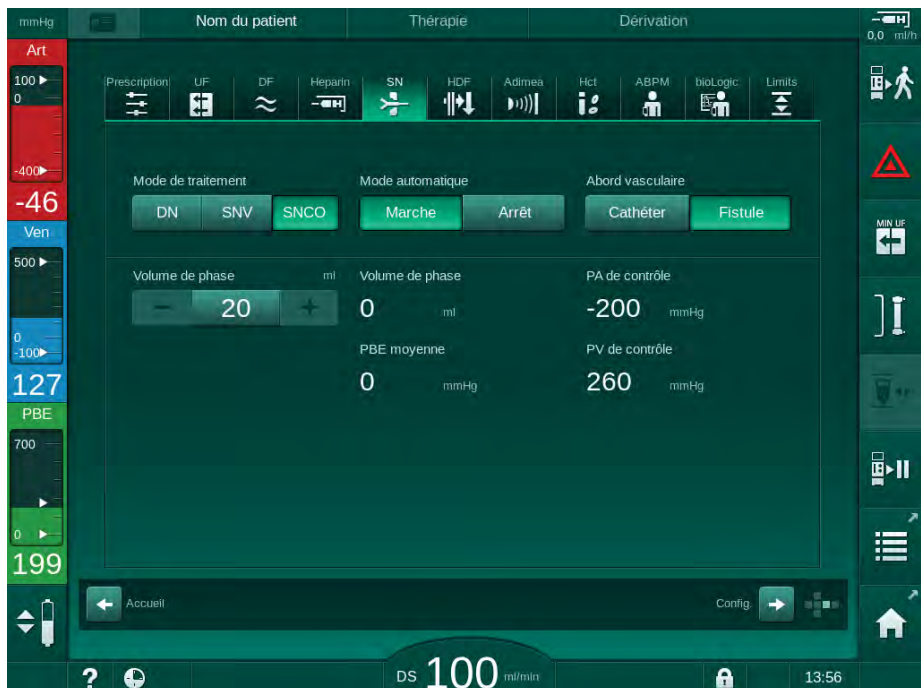 mmHg
Nom du patient
Thérapie
Dérivation
0,0 ml/h
Art
100
0
-400
-46
Ven
500
0
-100
127
PBE
700
0
199
Prescription
UF
DF
Heparin
SN
HDF
Adimea
Hct
ABPM
bioLogic
Limits
Mode de traitement
DN SNV SNCO
Mode automatique
Marche Arrêt
Abord vasculaire
Cathéter Fistule
Volume de phase ml
− 20 +
Volume de phase
0 ml
PA de contrôle
-200 mmHg
PBE moyenne
0 mmHg
PV de contrôle
260 mmHg
MIN UF
Accueil
Config.
? DS 100 ml/min 13:56